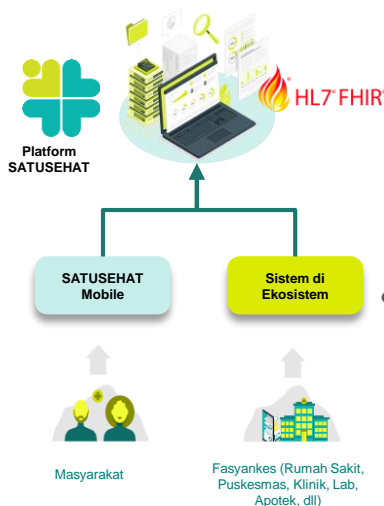 HL7® FHIR®
Platform
SATUSEHAT
SATUSEHAT
Mobile
Sistem di
Ekosistem
Masyarakat
Fasyankes (Rumah Sakit,
Puskesmas, Klinik, Lab,
Apotek, dll)